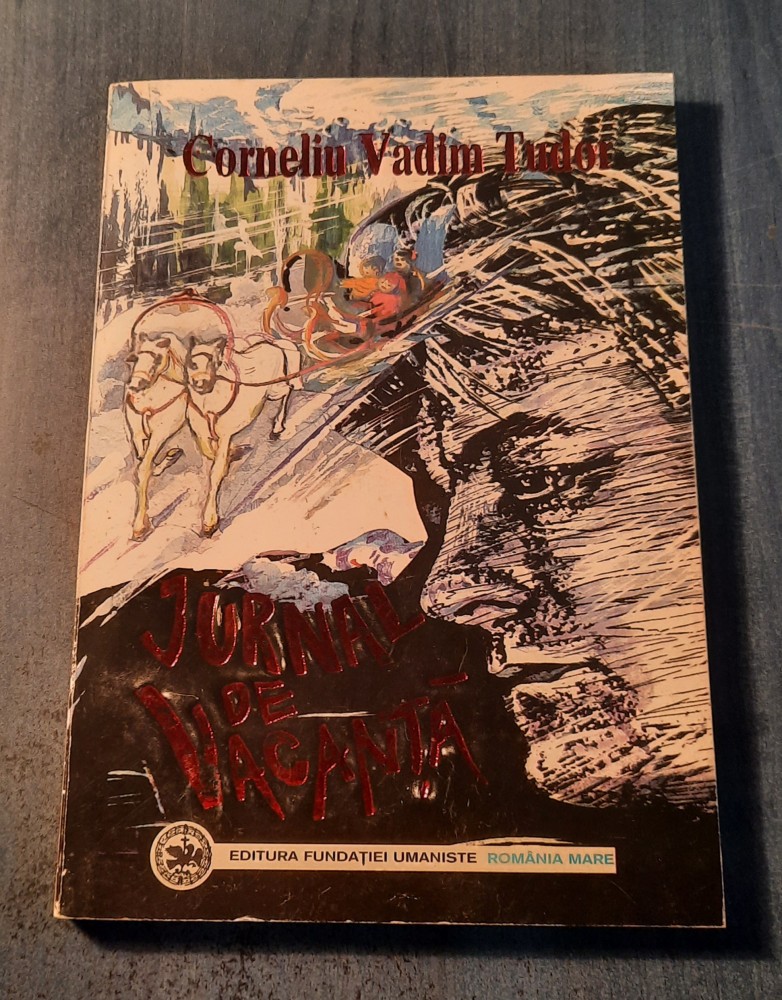 Corneliu Vadim Tudor
JURNAL
DE
VACANȚĂ
EDITURA FUNDAȚIEI UMANISTE ROMÂNIA MARE